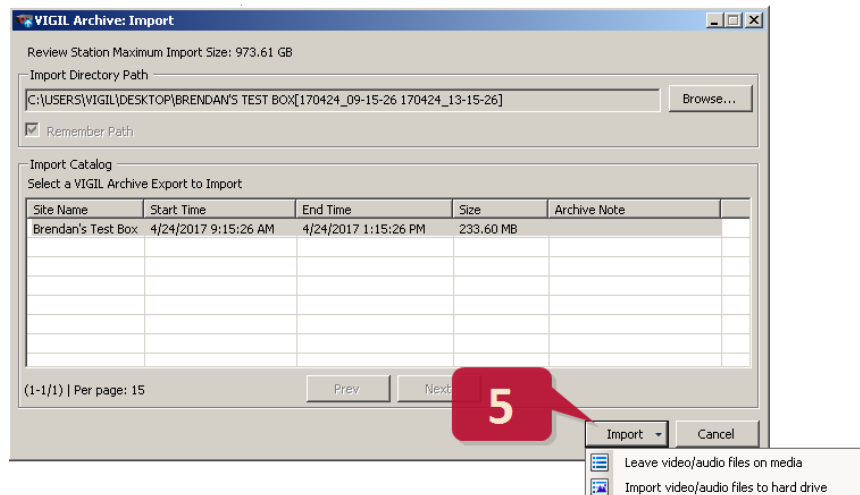 VIGIL Archive: Import
Review Station Maximum Import Size: 973.61 GB
Import Directory Path
C:\USERS\VIGIL\DESKTOP\BRENDAN'S TEST BOX[170424_09-15-26 170424_13-15-26]
Browse...
Remember Path
Import Catalog
Select a VIGIL Archive Export to Import
Site Name Start Time End Time Size Archive Note
Brendan's Test Box 4/24/2017 9:15:26 AM 4/24/2017 1:15:26 PM 233.60 MB
(1-1/1) | Per page: 15 Prev Next
5
Import Cancel
Leave video/audio files on media
Import video/audio files to hard drive